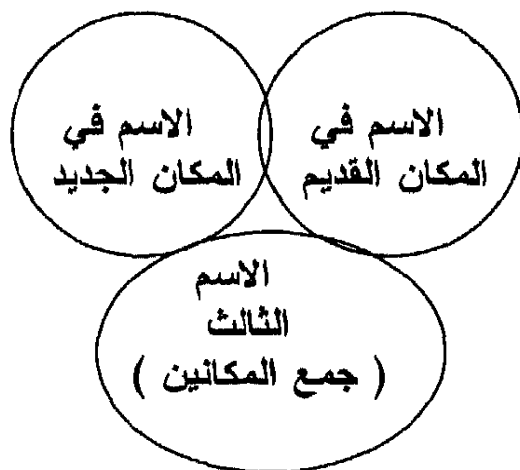 الاسم في
المكان القديم
الاسم في
المكان الجديد
الاسم
الثالث
( جمع المكانين )